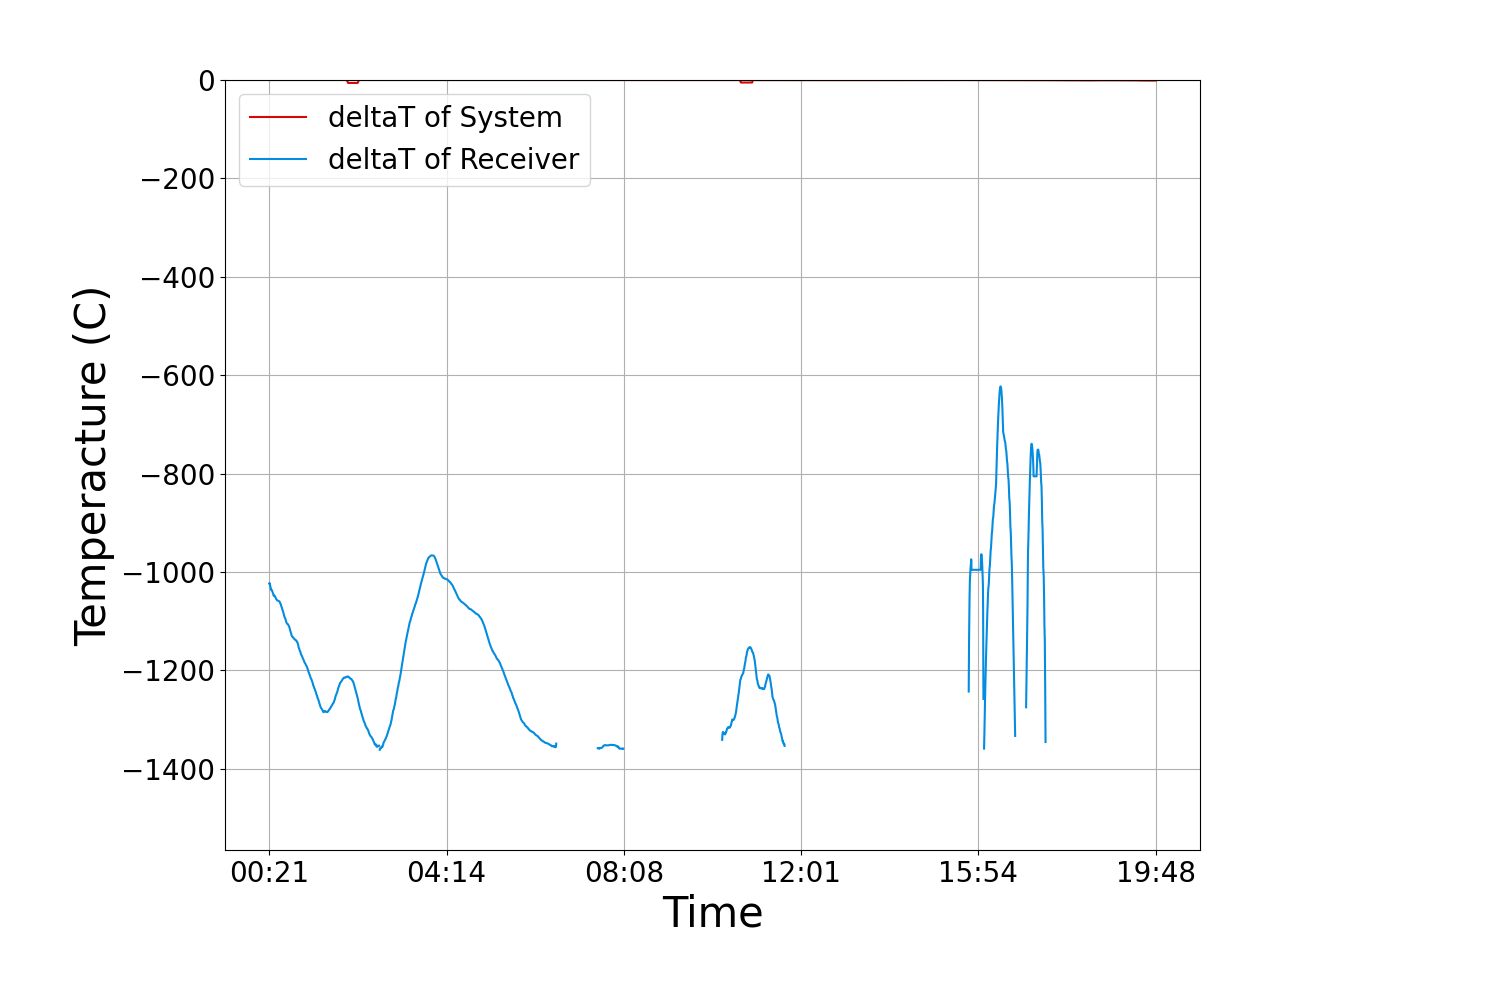 0
deltaT of System
deltaT of Receiver
−200
−400
−600
−800
−1000
−1200
−1400
Temperacture (C)
00:21 04:14 08:08 12:01 15:54 19:48
Time